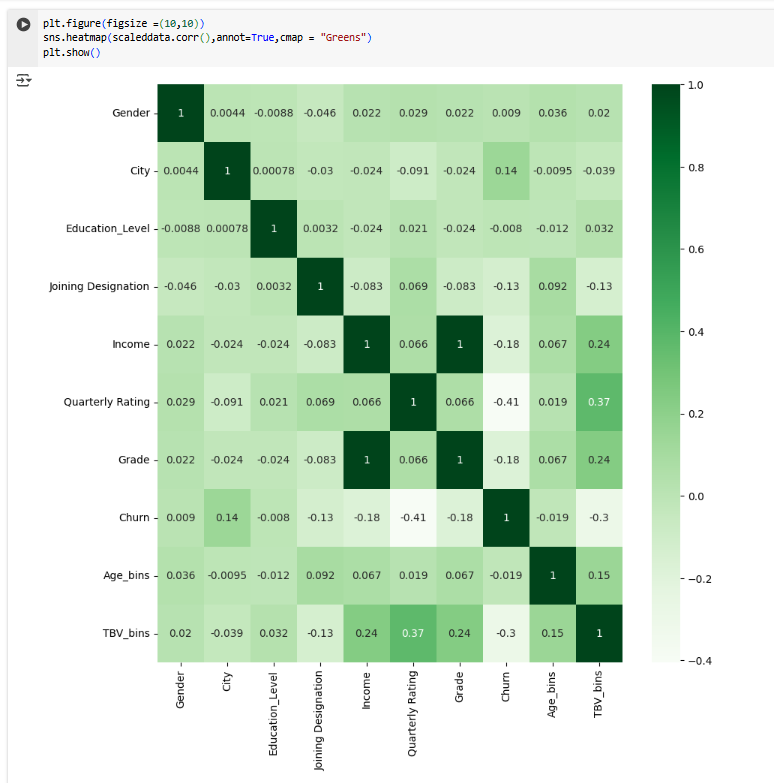 plt.figure(figsize =(10,10))
sns.heatmap(scaleddata.corr(),annot=True,cmap = "Greens")
plt.show()
Gender 1 0.0044 -0.0088 -0.046 0.022 0.029 0.022 0.009 0.036 0.02
City 0.0044 1 0.00078 -0.03 -0.024 -0.091 -0.024 0.14 -0.0095 -0.039
Education_Level -0.0088 0.00078 1 0.0032 -0.024 0.021 -0.024 -0.008 -0.012 0.032
Joining Designation -0.046 -0.03 0.0032 1 -0.083 0.069 -0.083 -0.13 0.092 -0.13
Income 0.022 -0.024 -0.024 -0.083 1 0.066 1 -0.18 0.067 0.24
Quarterly Rating 0.029 -0.091 0.021 0.069 0.066 1 0.066 -0.41 0.019 0.37
Grade 0.022 -0.024 -0.024 -0.083 1 0.066 1 -0.18 0.067 0.24
Churn 0.009 0.14 -0.008 -0.13 -0.18 -0.41 -0.18 1 -0.019 -0.3
Age_bins 0.036 -0.0095 -0.012 0.092 0.067 0.019 0.067 -0.019 1 0.15
TBV_bins 0.02 -0.039 0.032 -0.13 0.24 0.37 0.24 -0.3 0.15 1
Gender
City
Education_Level
Joining Designation
Income
Quarterly Rating
Grade
Churn
Age_bins
TBV_bins
1.0
0.8
0.6
0.4
0.2
0.0
-0.2
-0.4